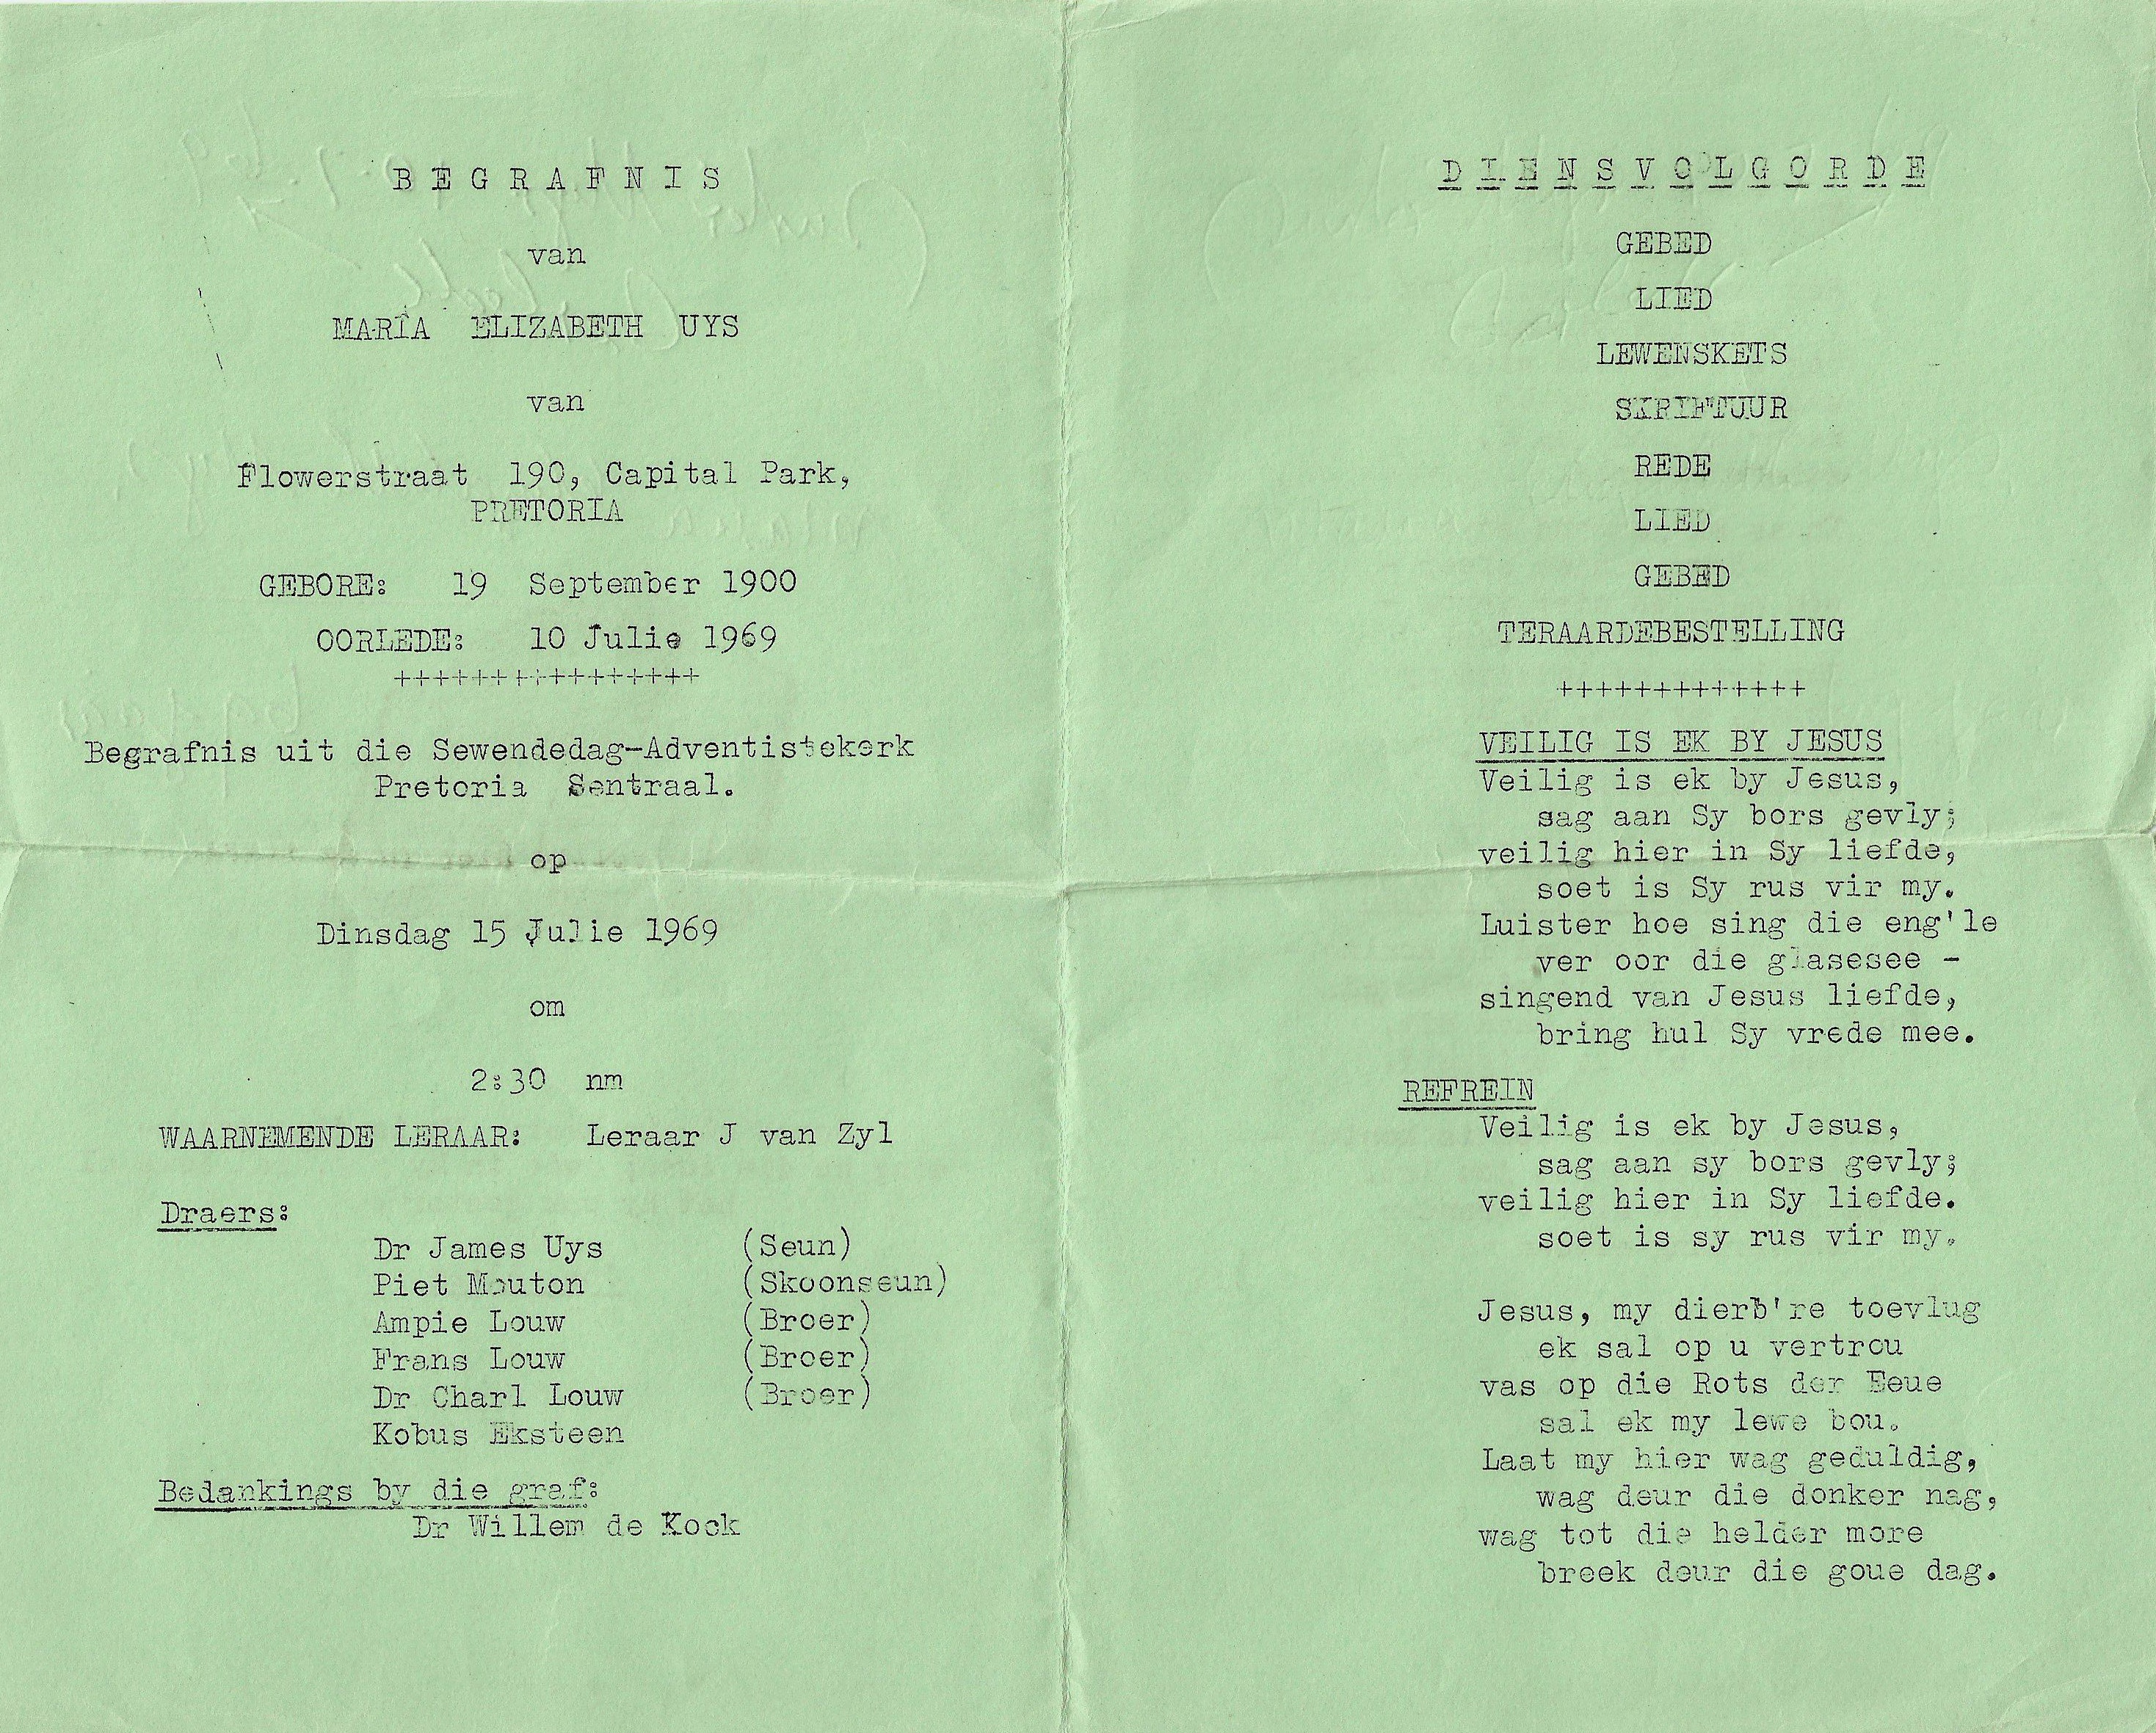 B E G R A F N I S
van
MARIA ELIZABETH UYS
van
Flowerstraat 190, Capital Park,
PRETORIA
GEBORE: 19 September 1900
OORLEDE: 10 Julie 1969
++++++++++++++++
Begrafnis uit die Sewendedag-Adventistekerk
Pretoria Sentraal.
op
Dinsdag 15 Julie 1969
om
2:30 nm
WAARNEMENDE LERAAR: Leraar J van Zyl
Draers:
Dr James Uys (Seun)
Piet Mouton (Skoonseun)
Ampie Louw (Broer)
Frans Louw (Broer)
Dr Charl Louw (Broer)
Kobus Eksteen
Bedankings by die graf:
Dr Willem de Kock
D I E N S V O L G O R D E
GEBED
LIED
LEWENSKETS
SKRIFTUUR
REDE
LIED
GEBED
TERAARDEBESTELLING
+++++++++++++
VEILIG IS EK BY JESUS
Veilig is ek by Jesus,
sag aan Sy bors gevly;
veilig hier in Sy liefde,
soet is Sy rus vir my.
Luister hoe sing die eng'le
ver oor die glasesee -
singend van Jesus liefde,
bring hul Sy vrede mee.
REFREIN
Veilig is ek by Jesus,
sag aan sy bors gevly;
veilig hier in Sy liefde.
soet is sy rus vir my.
Jesus, my dierb're toevlug
ek sal op u vertrou
vas op die Rots der Eeue
sal ek my lewe bou.
Laat my hier wag geduldig,
wag deur die donker nag,
wag tot die helder more
breek deur die goue dag.